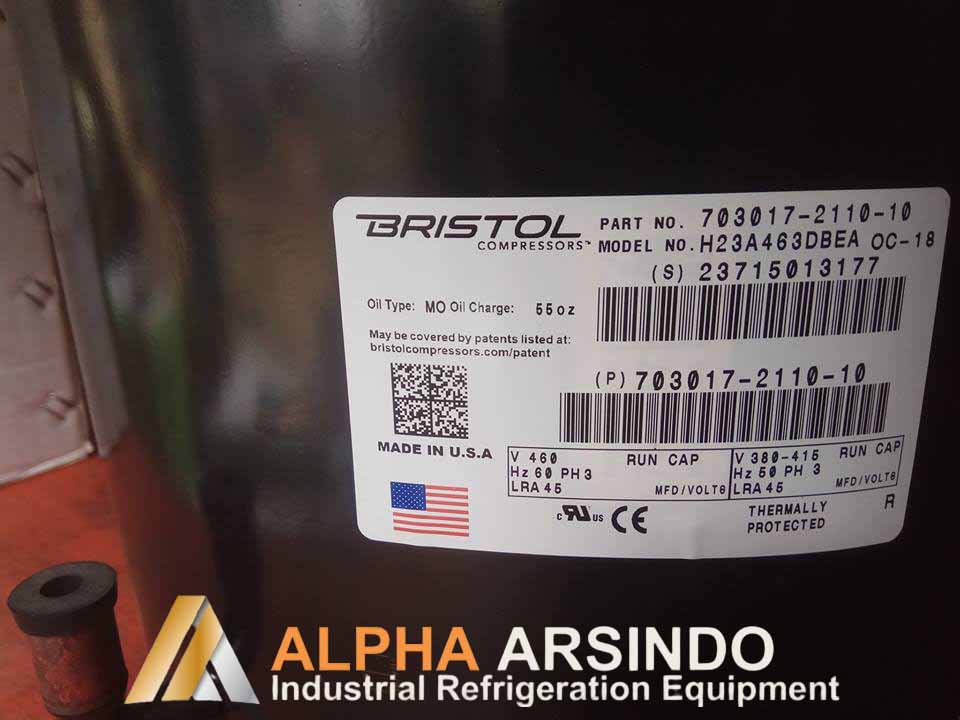 BRISTOL
COMPRESSORS™
PART NO. 703017-2110-10
MODEL NO. H23A463DBEA OC-18
(S) 23715013177
Oil Type: MO Oil Charge: 55oz
May be covered by patents listed at:
bristolcompressors.com/patent
(P) 703017-2110-10
MADE IN U.S.A
V 460 RUN CAP
Hz 60 PH 3
LRA 45 MFD/VOLTS
V 380-415 RUN CAP
Hz 50 PH 3
LRA 45 MFD/VOLTS
c RU US CE
THERMALLY
PROTECTED
R
ALPHA ARSINDO
Industrial Refrigeration Equipment